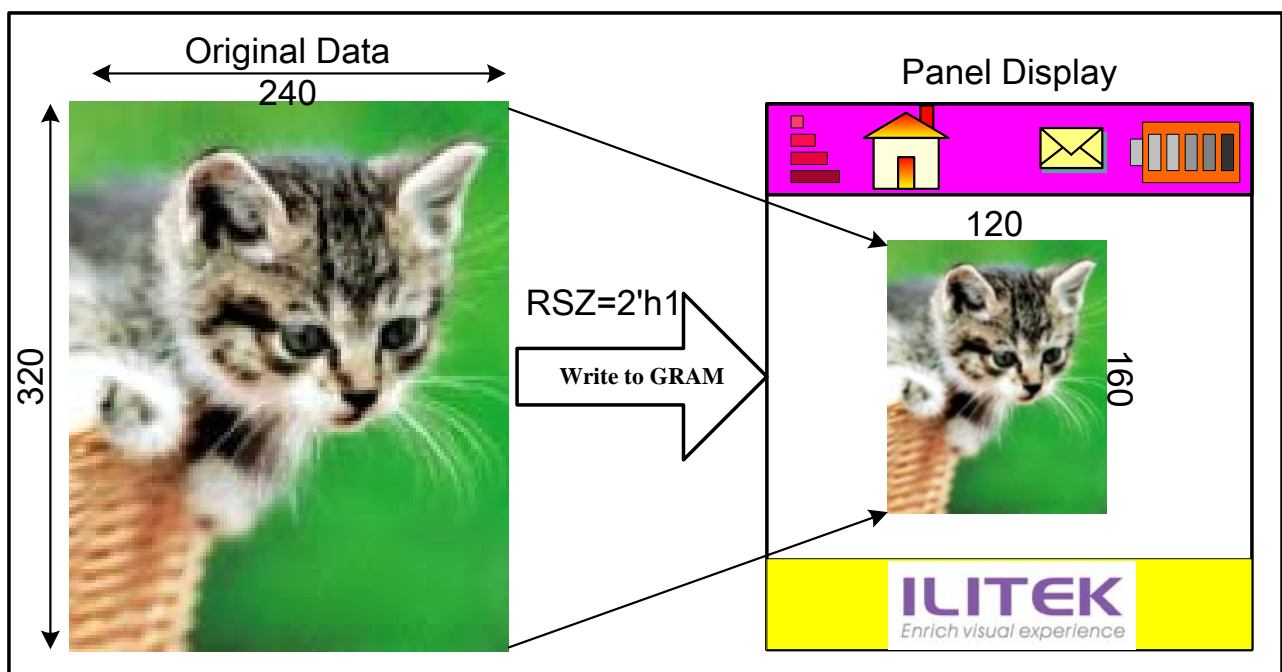 Original Data
240
320
RSZ=2'h1
Write to GRAM
Panel Display
120
160
ILITEK
Enrich visual experience